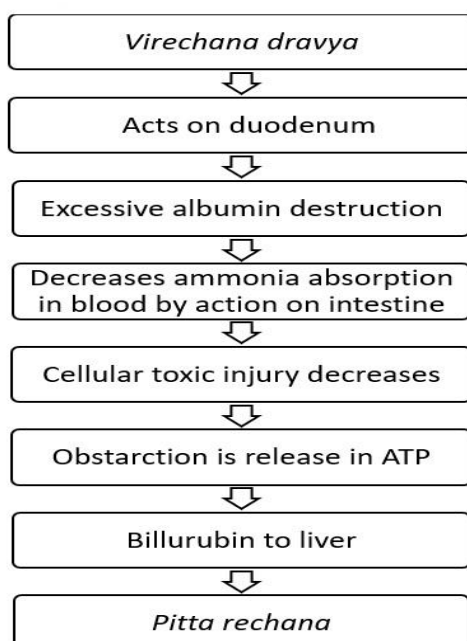 Virechana dravya
Acts on duodenum
Excessive albumin destruction
Decreases ammonia absorption
in blood by action on intestine
Cellular toxic injury decreases
Obstarction is release in ATP
Billurubin to liver
Pitta rechana